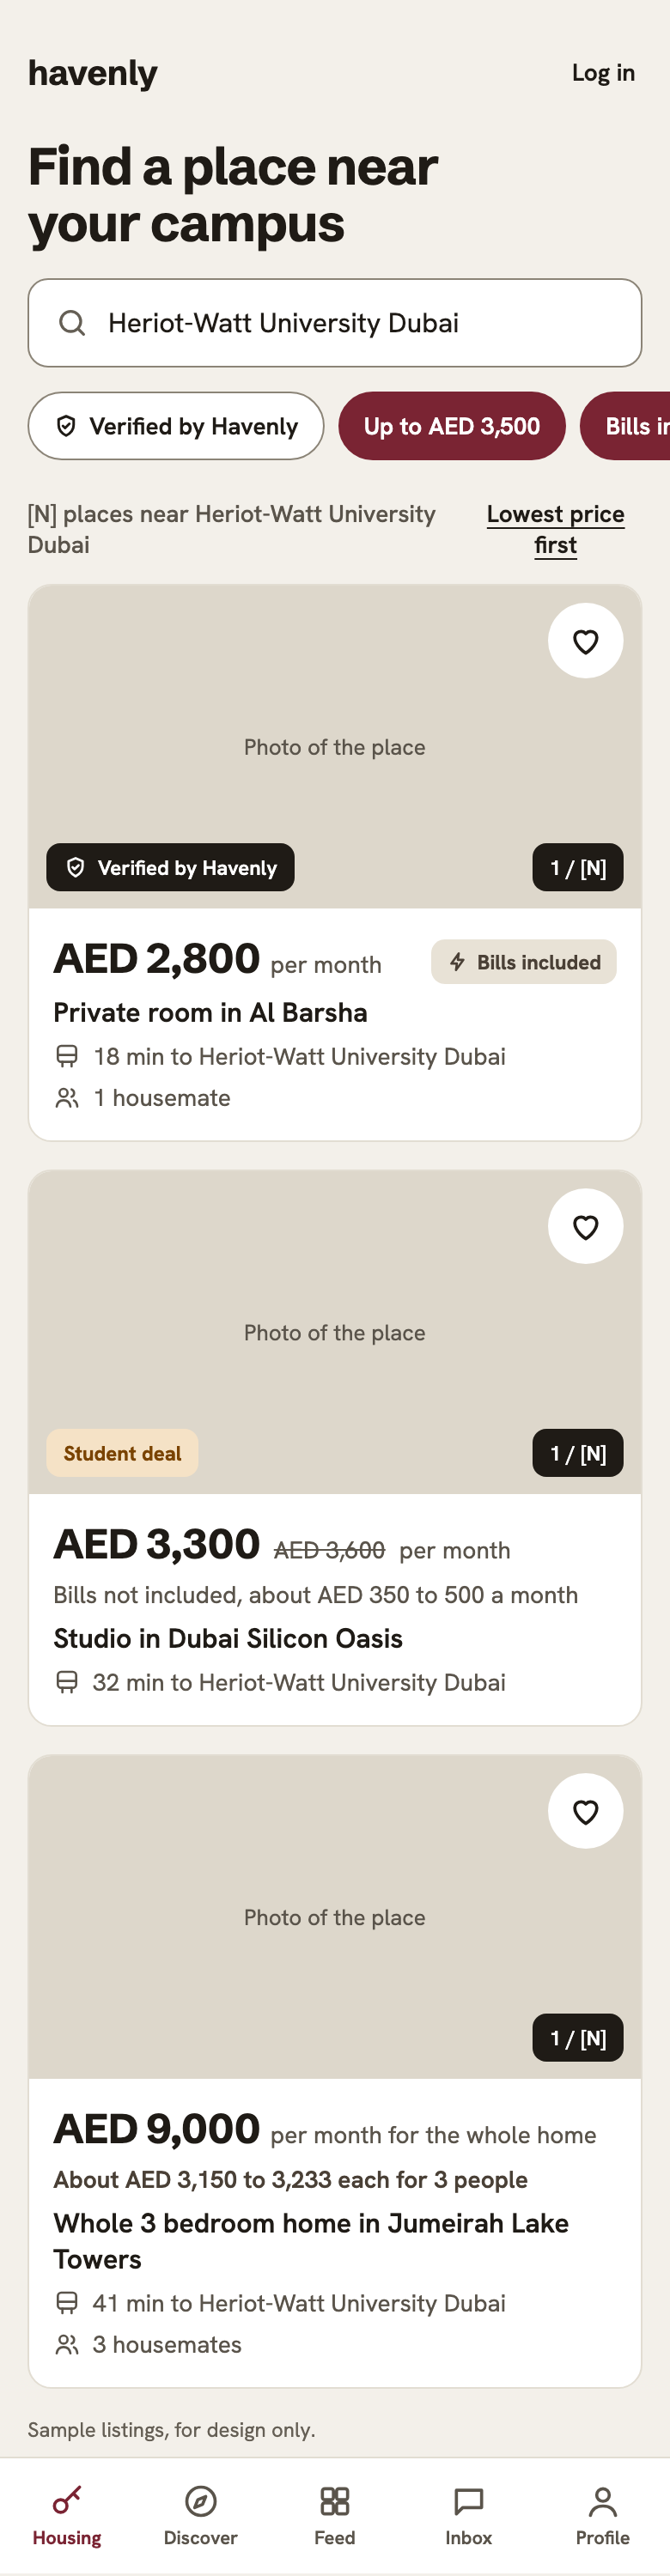 havenly
Log in
Find a place near
your campus
Heriot-Watt University Dubai
Verified by Havenly
Up to AED 3,500
Bills
[N] places near Heriot-Watt University
Dubai
Lowest price
first
Photo of the place
Verified by Havenly
1 / [N]
AED 2,800 per month
Bills included
Private room in Al Barsha
18 min to Heriot-Watt University Dubai
1 housemate
Photo of the place
Student deal
1 / [N]
AED 3,300 AED 3,600 per month
Bills not included, about AED 350 to 500 a month
Studio in Dubai Silicon Oasis
32 min to Heriot-Watt University Dubai
Photo of the place
1 / [N]
AED 9,000 per month for the whole home
About AED 3,150 to 3,233 each for 3 people
Whole 3 bedroom home in Jumeirah Lake
Towers
41 min to Heriot-Watt University Dubai
3 housemates
Sample listings, for design only.
Housing
Discover
Feed
Inbox
Profile